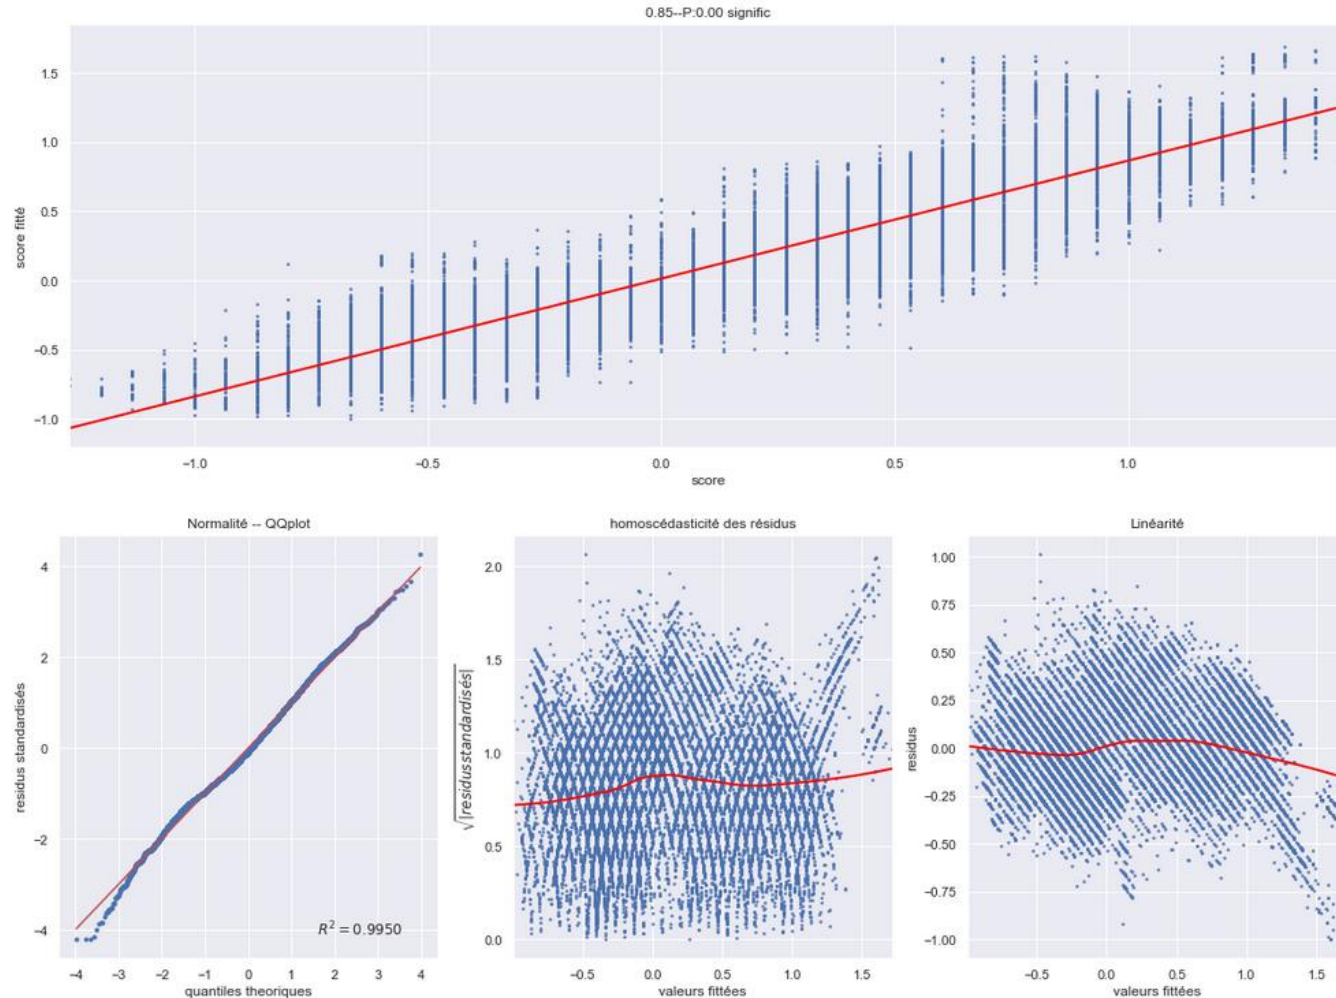 0.85--P:0.00 signific
score fitté
1.5
1.0
0.5
0.0
−0.5
−1.0
−1.0 −0.5 0.0 0.5 1.0
score
Normalité -- QQplot
residus standardisés
4
2
0
−2
−4
R² = 0.9950
−4 −3 −2 −1 0 1 2 3 4
quantiles theoriques
homoscédasticité des résidus
√|residusstandardisés|
2.0
1.5
1.0
0.5
0.0
−0.5 0.0 0.5 1.0 1.5
valeurs fittées
Linéarité
residus
1.00
0.75
0.50
0.25
0.00
−0.25
−0.50
−0.75
−1.00
−0.5 0.0 0.5 1.0 1.5
valeurs fittées